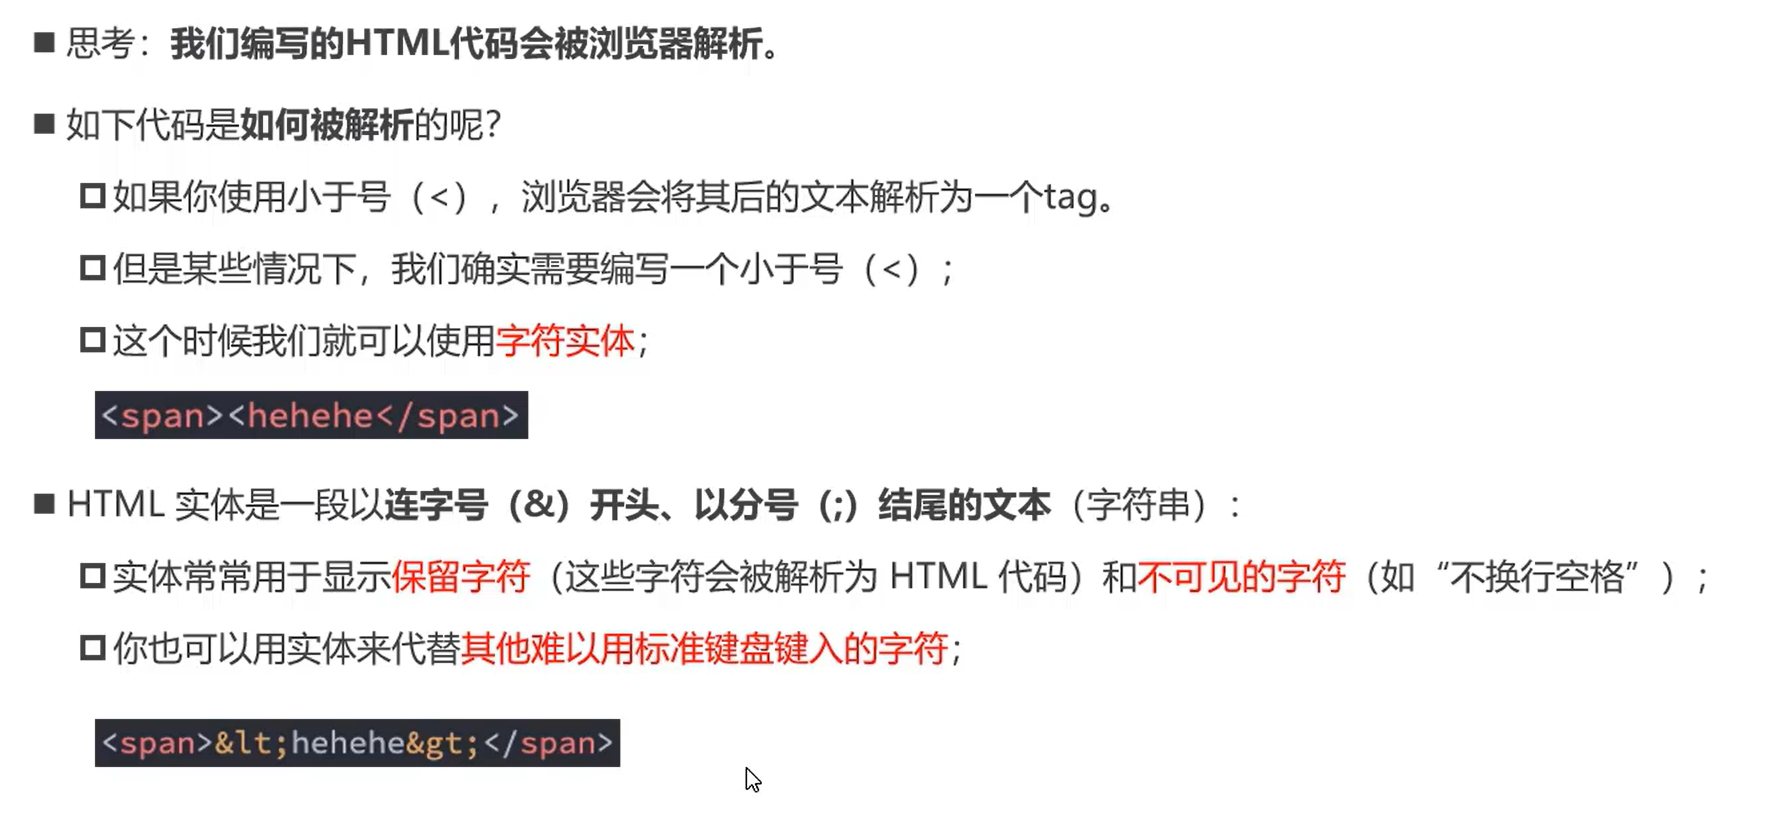 ■ 思考：我们编写的HTML代码会被浏览器解析。
■ 如下代码是如何被解析的呢？
如果你使用小于号（<），浏览器会将其后的文本解析为一个tag。
但是某些情况下，我们确实需要编写一个小于号（<）；
这个时候我们就可以使用字符实体；
<span><hehehe</span>
■ HTML 实体是一段以连字号（&）开头、以分号（;）结尾的文本（字符串）：
实体常常用于显示保留字符（这些字符会被解析为 HTML 代码）和不可见的字符（如“不换行空格”）；
你也可以用实体来代替其他难以用标准键盘键入的字符；
<span>&lt;hehehe&gt;</span>